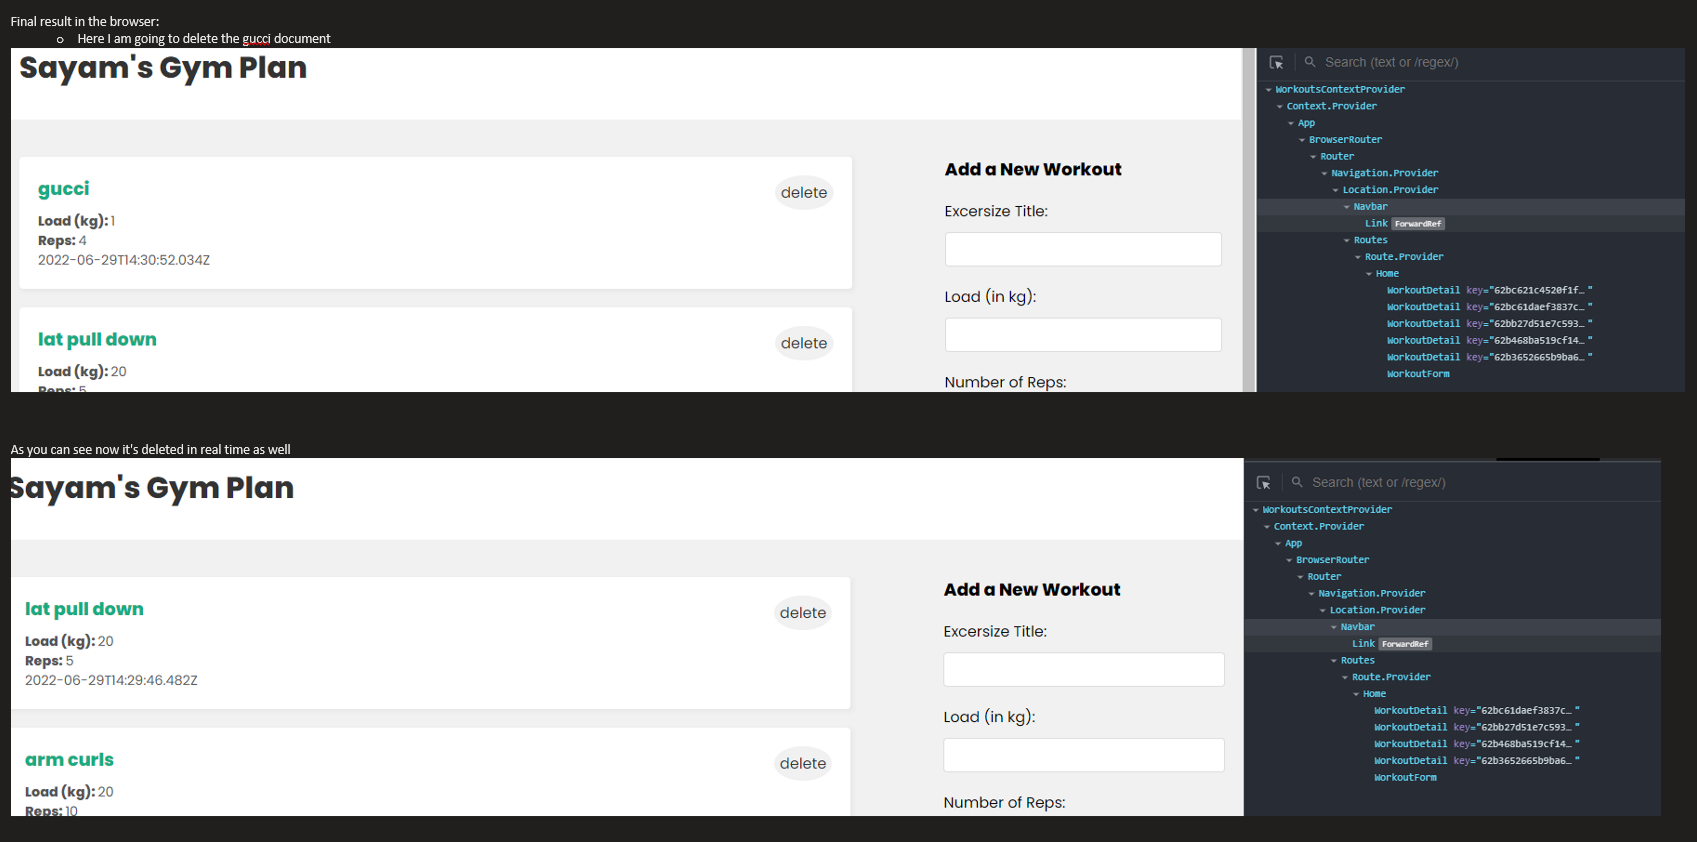 Final result in the browser:
o Here I am going to delete the gucci document
Sayam's Gym Plan
gucci
delete
Load (kg): 1
Reps: 4
2022-06-29T14:30:52.034Z
lat pull down
delete
Load (kg): 20
Reps: 5
Add a New Workout
Excersize Title:
Load (in kg):
Number of Reps:
Search (text or /regex/)
WorkoutsContextProvider
Context.Provider
App
BrowserRouter
Router
Navigation.Provider
Location.Provider
Navbar
Link ForwardRef
Routes
Route.Provider
Home
WorkoutDetail key="62bc621c4520f1f…"
WorkoutDetail key="62bc61daef3837c…"
WorkoutDetail key="62bb27d51e7c593…"
WorkoutDetail key="62b468ba519cf14…"
WorkoutDetail key="62b3652665b9ba6…"
WorkoutForm
As you can see now it's deleted in real time as well
Sayam's Gym Plan
lat pull down
delete
Load (kg): 20
Reps: 5
2022-06-29T14:29:46.482Z
arm curls
delete
Load (kg): 20
Reps: 10
Add a New Workout
Excersize Title:
Load (in kg):
Number of Reps:
Search (text or /regex/)
WorkoutsContextProvider
Context.Provider
App
BrowserRouter
Router
Navigation.Provider
Location.Provider
Navbar
Link ForwardRef
Routes
Route.Provider
Home
WorkoutDetail key="62bc61daef3837c…"
WorkoutDetail key="62bb27d51e7c593…"
WorkoutDetail key="62b468ba519cf14…"
WorkoutDetail key="62b3652665b9ba6…"
WorkoutForm